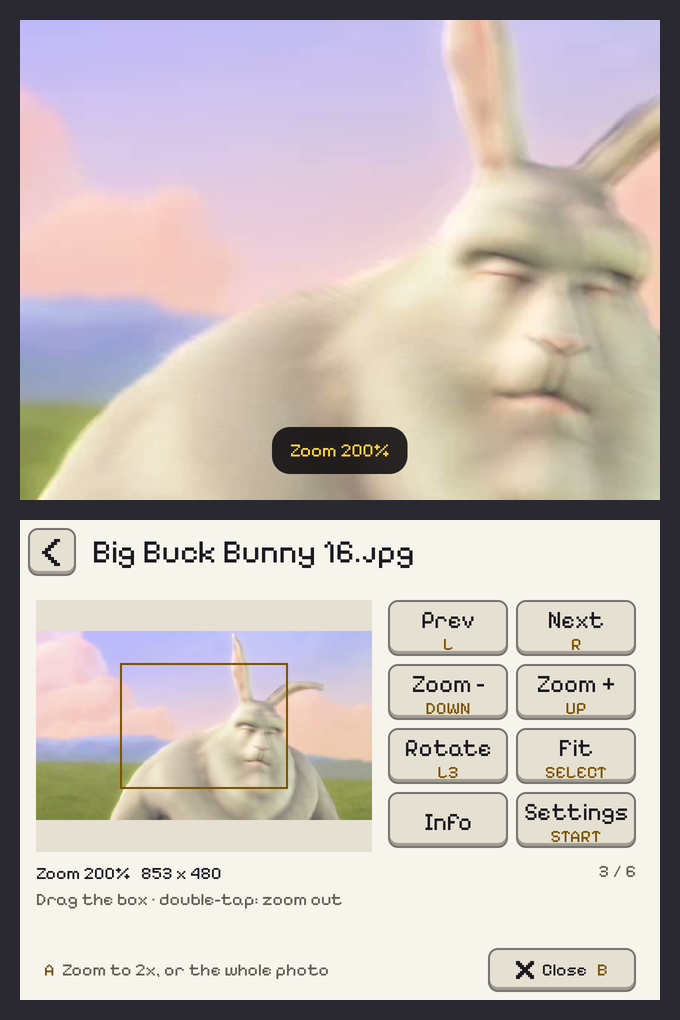 Zoom 200%
Big Buck Bunny 16.jpg
Prev
L
Next
R
Zoom -
DOWN
Zoom +
UP
Rotate
L3
Fit
SELECT
Info
Settings
START
Zoom 200% 853 x 480
3 / 6
Drag the box · double-tap: zoom out
A Zoom to 2x, or the whole photo
Close B